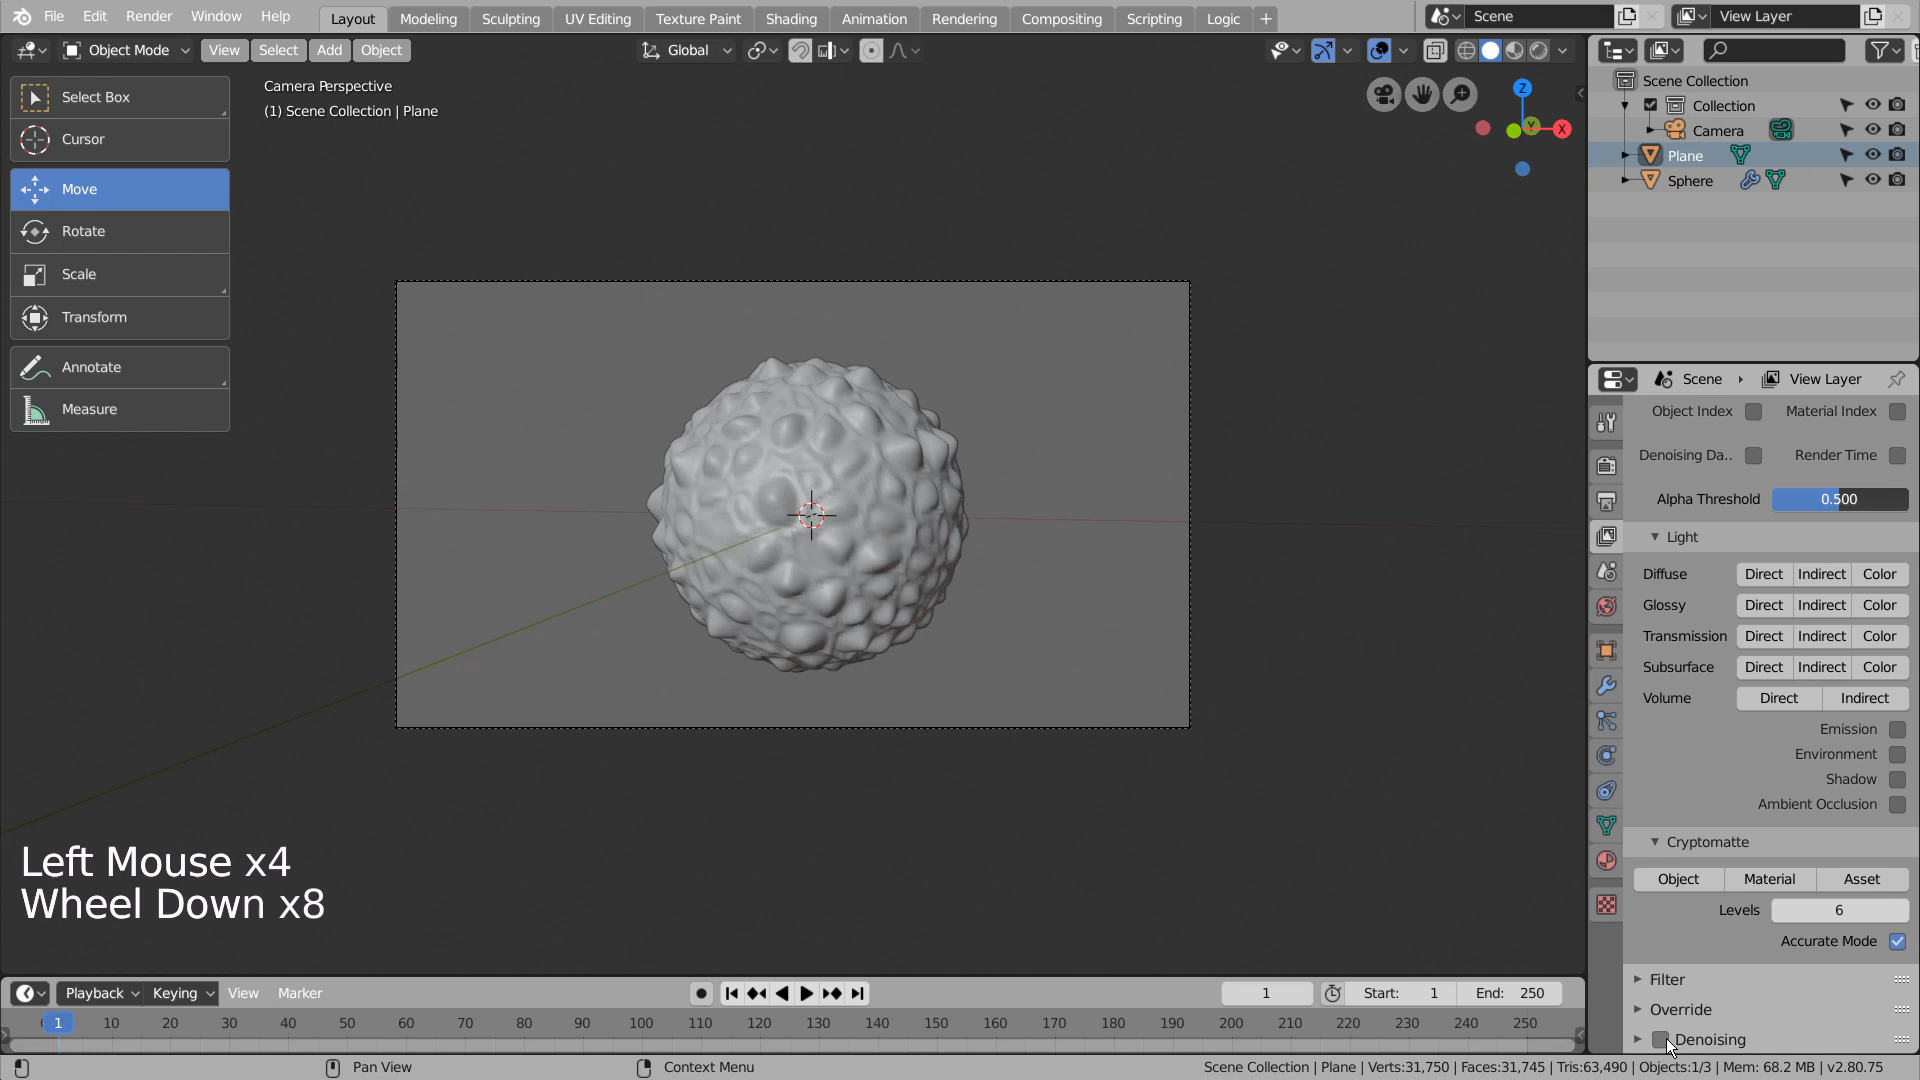 File Edit Render Window Help Layout Modeling Sculpting UV Editing Texture Paint Shading Animation Rendering Compositing Scripting Logic + Scene View Layer
Object Mode View Select Add Object Global
Select Box
Cursor
Move
Rotate
Scale
Transform
Annotate
Measure
Camera Perspective
(1) Scene Collection | Plane
Z
Y
X
Scene Collection
Collection
Camera
Plane
Sphere
Scene View Layer
Object Index Material Index
Denoising Da.. Render Time
Alpha Threshold 0.500
Light
Diffuse Direct Indirect Color
Glossy Direct Indirect Color
Transmission Direct Indirect Color
Subsurface Direct Indirect Color
Volume Direct Indirect
Emission
Environment
Shadow
Ambient Occlusion
Cryptomatte
Object Material Asset
Levels 6
Accurate Mode
Filter
Override
Denoising
Left Mouse x4
Wheel Down x8
Playback Keying View Marker 1 Start: 1 End: 250
1 10 20 30 40 50 60 70 80 90 100 110 120 130 140 150 160 170 180 190 200 210 220 230 240 250
Pan View Context Menu Scene Collection | Plane | Verts:31,750 | Faces:31,745 | Tris:63,490 | Objects:1/3 | Mem: 68.2 MB | v2.80.75